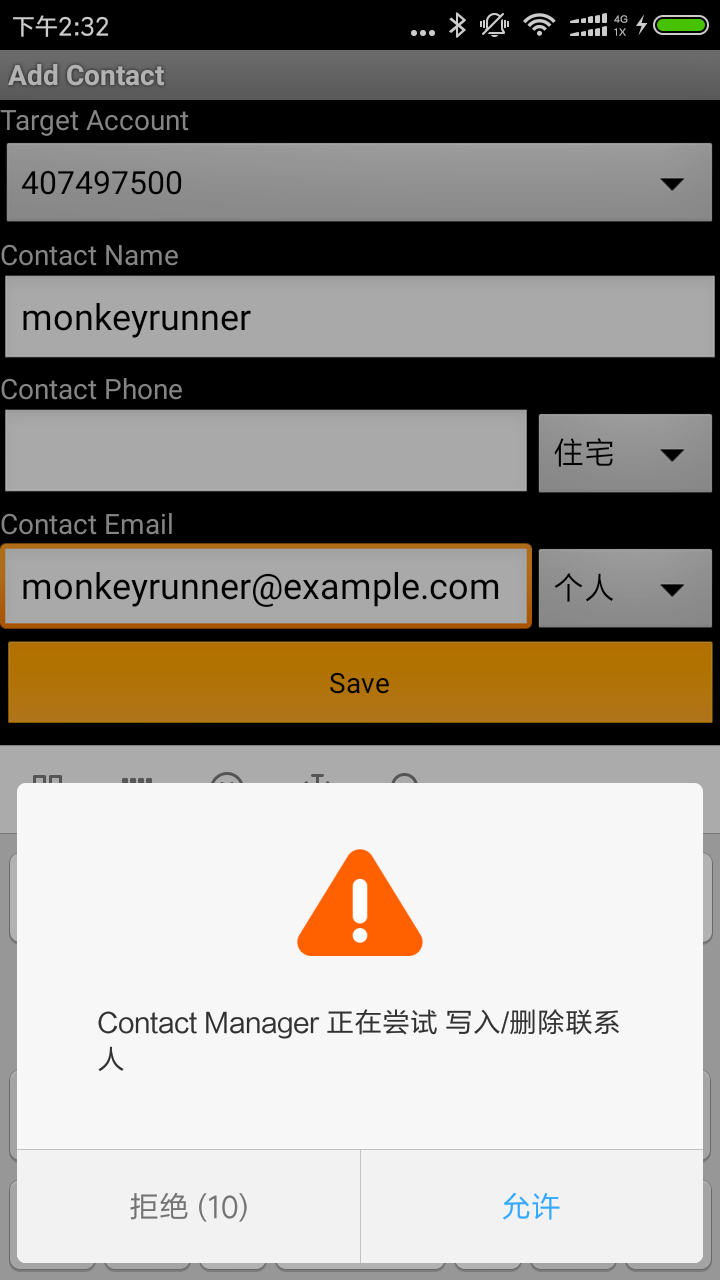 下午2:32
4G
1X
Add Contact
Target Account
407497500
Contact Name
monkeyrunner
Contact Phone
住宅
Contact Email
monkeyrunner@example.com
个人
Save
Contact Manager 正在尝试 写入/删除联系
人
拒绝 (10)
允许